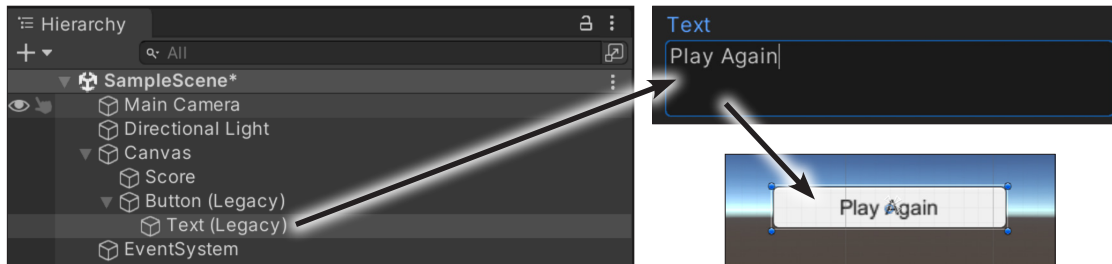 Hierarchy
All
SampleScene*
Main Camera
Directional Light
Canvas
Score
Button (Legacy)
Text (Legacy)
EventSystem
Text
Play Again
Play Again